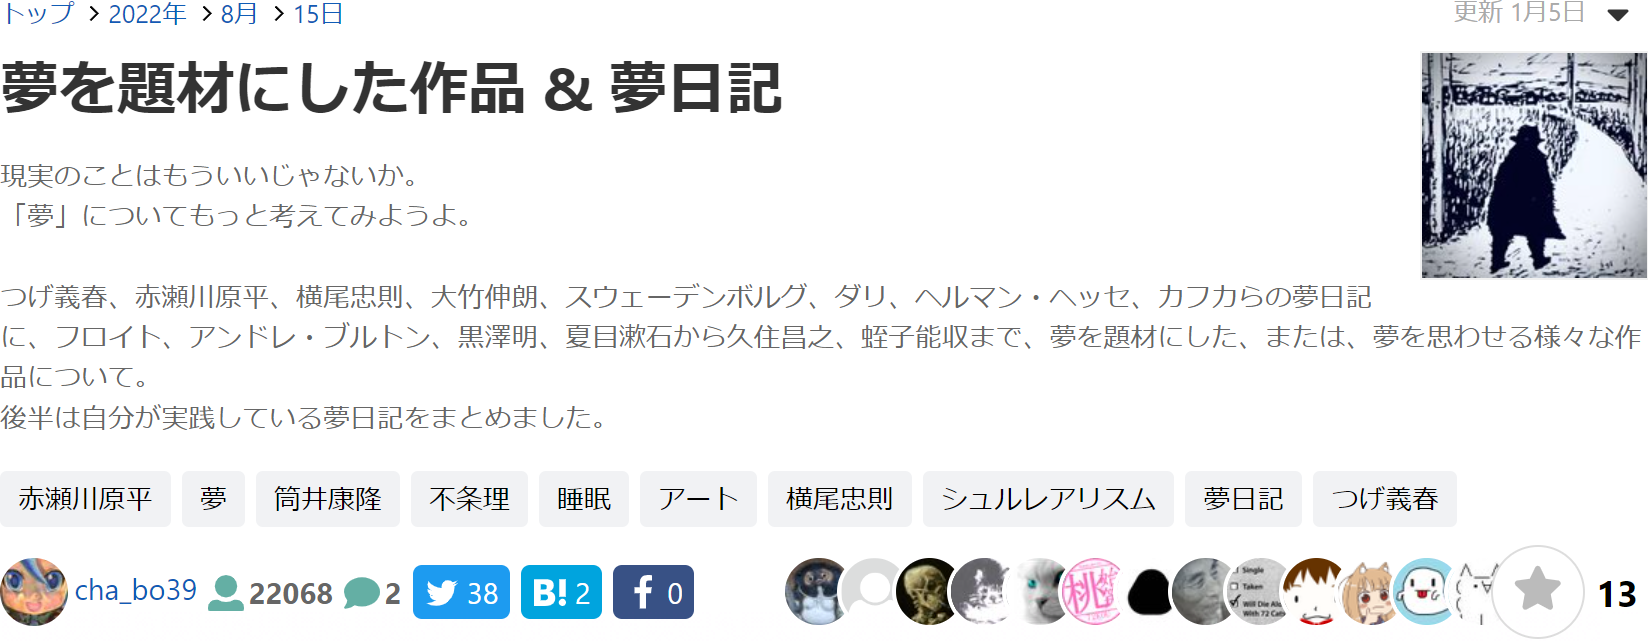 トップ > 2022年 > 8月 > 15日
更新 1月5日
夢を題材にした作品 & 夢日記
現実のことはもういいじゃないか。
「夢」についてもっと考えてみようよ。
つげ義春、赤瀬川原平、横尾忠則、大竹伸朗、スウェーデンボルグ、ダリ、ヘルマン・ヘッセ、カフカらの夢日記
に、フロイト、アンドレ・ブルトン、黒澤明、夏目漱石から久住昌之、蛭子能収まで、夢を題材にした、または、夢を思わせる様々な作
品について。
後半は自分が実践している夢日記をまとめました。
赤瀬川原平 夢 筒井康隆 不条理 睡眠 アート 横尾忠則 シュルレアリスム 夢日記 つげ義春
cha_bo39 22068 2 38 B! 2 f 0 13
桃
Single
Taken
Will Die Alo
With 72 Cats